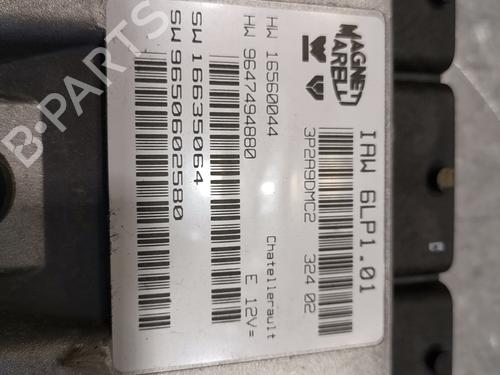 MAGNETI
MARELLI
IAW 6LP1.01
3P2A9DMC2 324 02
HW 16560044 Chatellerault
HW 9647494880 E 12V=
SW 16635064
SW 9650602580
B-PARTS